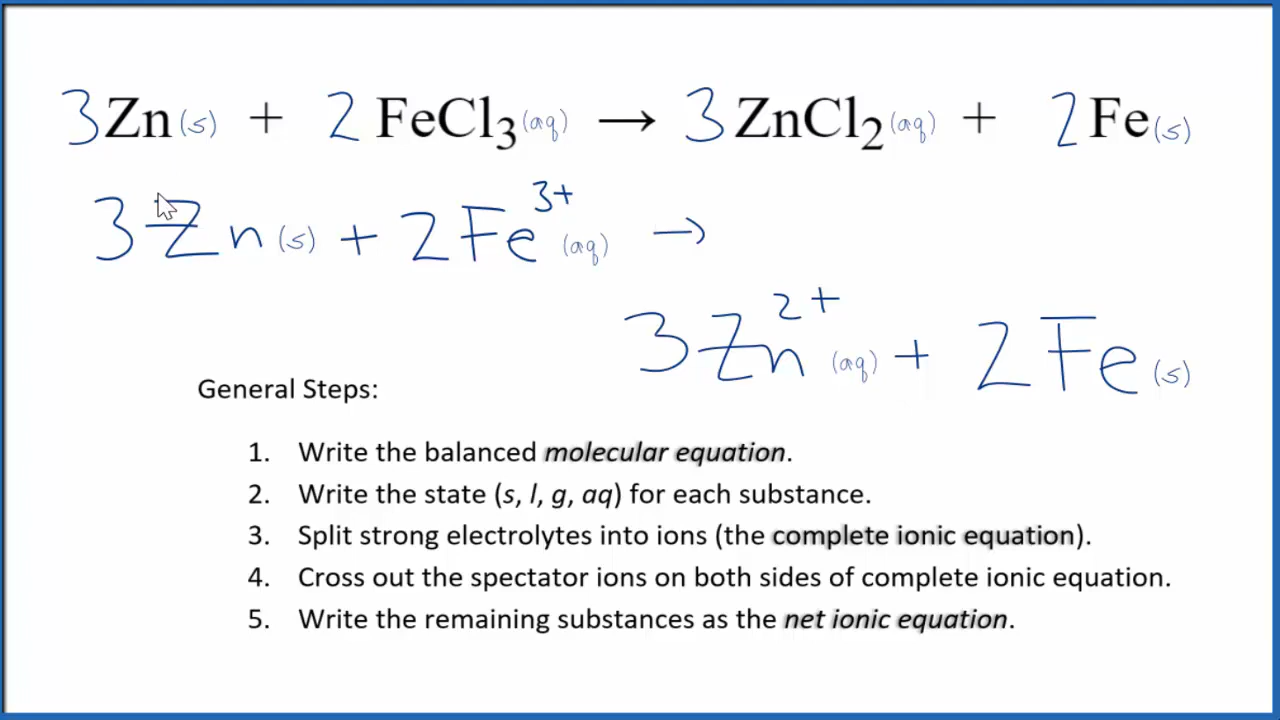 3Zn(s) + 2FeCl₃(aq) → 3ZnCl₂(aq) + 2Fe(s)
3Zn(s) + 2Fe³⁺(aq) →
3Zn²⁺(aq) + 2Fe(s)
General Steps:
1. Write the balanced molecular equation.
2. Write the state (s, l, g, aq) for each substance.
3. Split strong electrolytes into ions (the complete ionic equation).
4. Cross out the spectator ions on both sides of complete ionic equation.
5. Write the remaining substances as the net ionic equation.